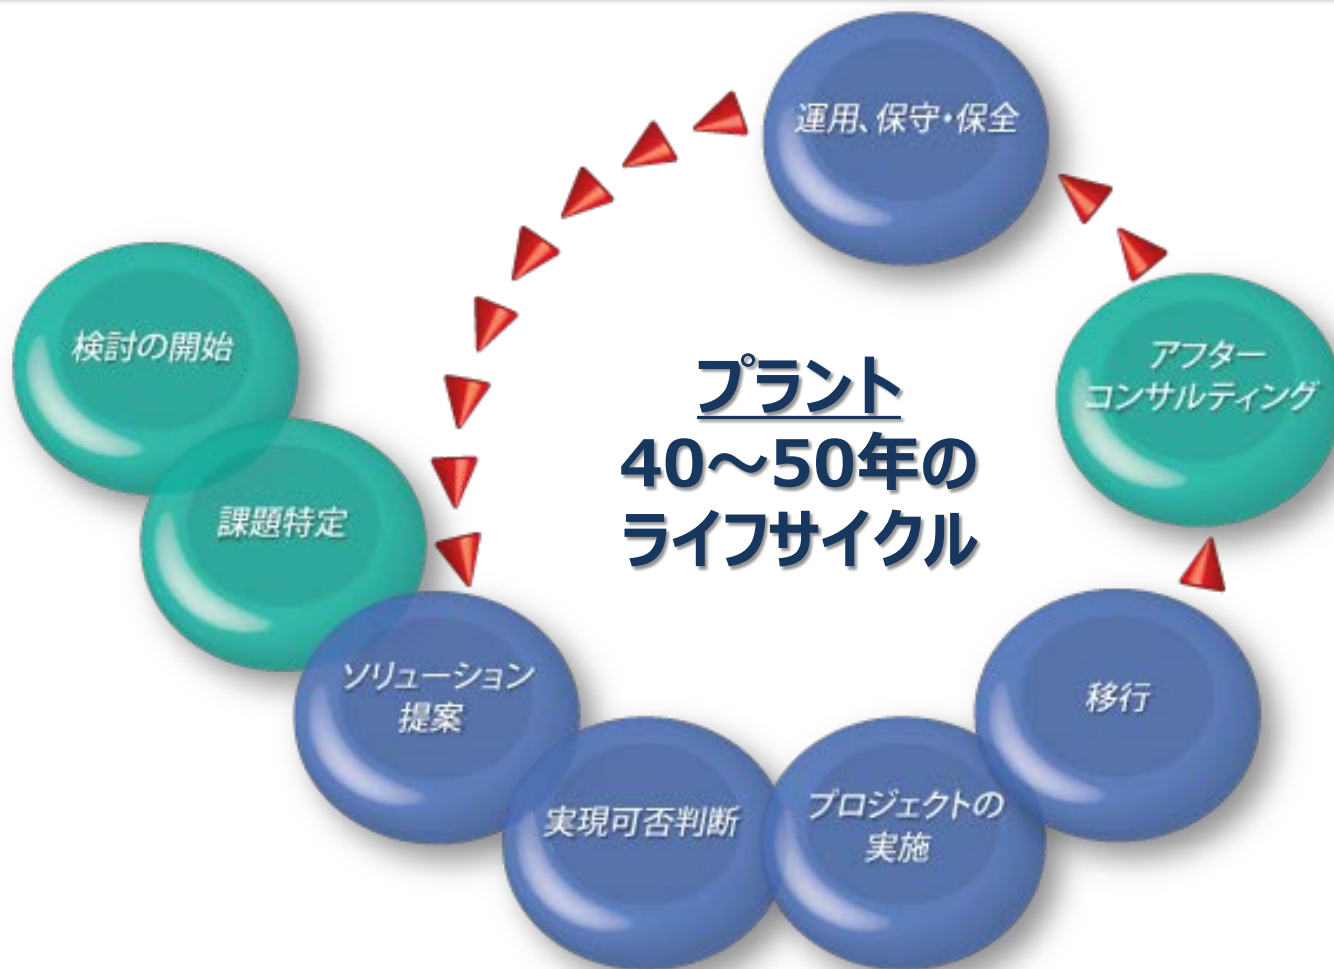 運用、保守・保全
検討の開始
課題特定
ソリューション
提案
実現可否判断
プロジェクトの
実施
移行
アフター
コンサルティング
プラント
40～50年の
ライフサイクル